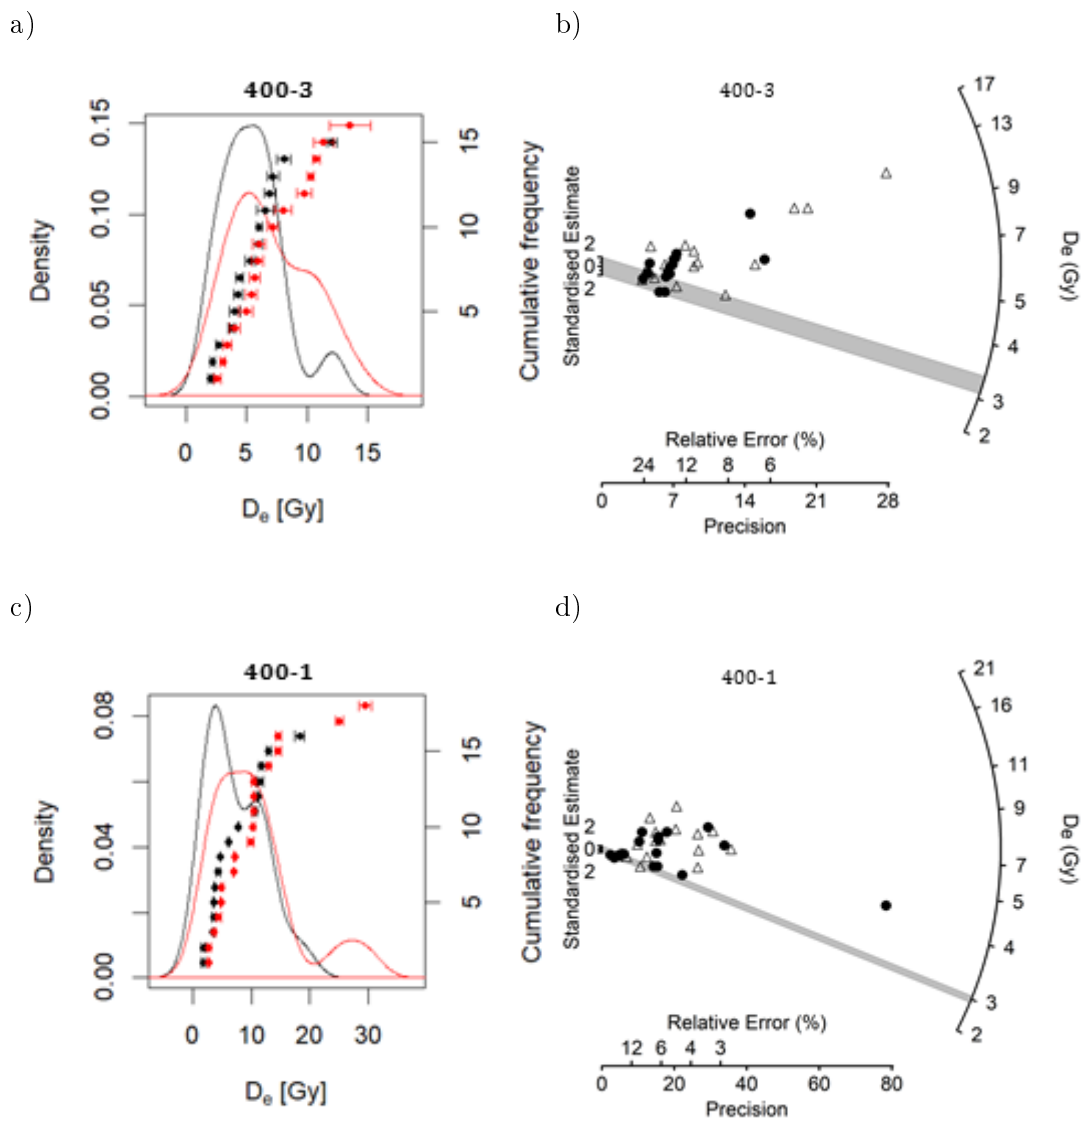 a)
b)
400-3
Density
0.00
0.05
0.10
0.15
5
10
15
Cumulative frequency
0
5
10
15
De [Gy]
400-3
Standardised Estimate
2
0
2
17
13
9
7
5
4
3
2
De (Gy)
Relative Error (%)
24 12 8 6
0 7 14 21 28
Precision
c)
d)
400-1
Density
0.00
0.04
0.08
5
10
15
Cumulative frequency
0 10 20 30
De [Gy]
400-1
Standardised Estimate
2
0
2
21
16
11
9
7
5
4
3
2
De (Gy)
Relative Error (%)
12 6 4 3
0 20 40 60 80
Precision